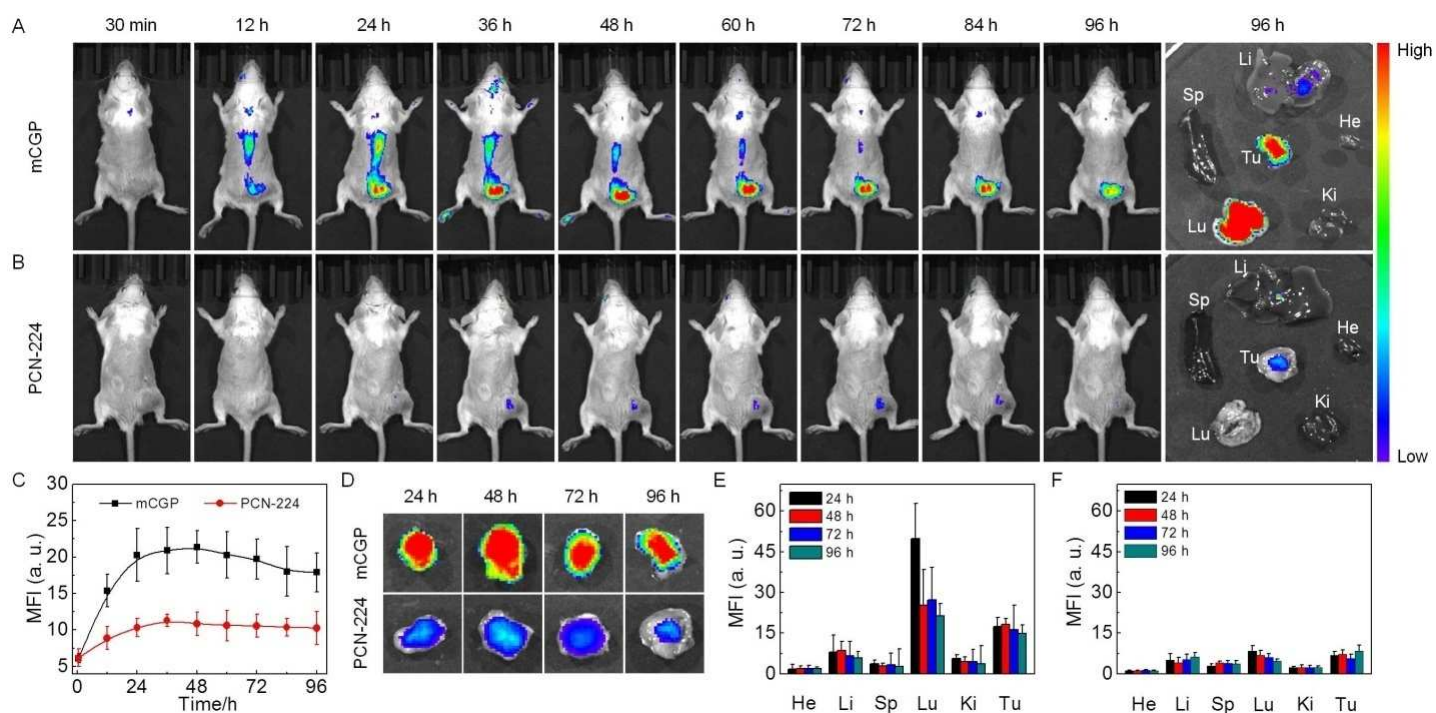 A 30 min 12 h 24 h 36 h 48 h 60 h 72 h 84 h 96 h 96 h
High
mCGP
Li
Sp
He
Tu
Ki
Lu
B
PCN-224
Li
Sp
He
Tu
Ki
Lu
Low
C
30
25
20
15
10
5
MFI (a. u.)
mCGP PCN-224
0 24 48 72 96
Time/h
D 24 h 48 h 72 h 96 h
mCGP
PCN-224
E
60
45
30
15
0
MFI (a. u.)
24 h
48 h
72 h
96 h
He Li Sp Lu Ki Tu
F
60
45
30
15
0
MFI (a. u.)
24 h
48 h
72 h
96 h
He Li Sp Lu Ki Tu